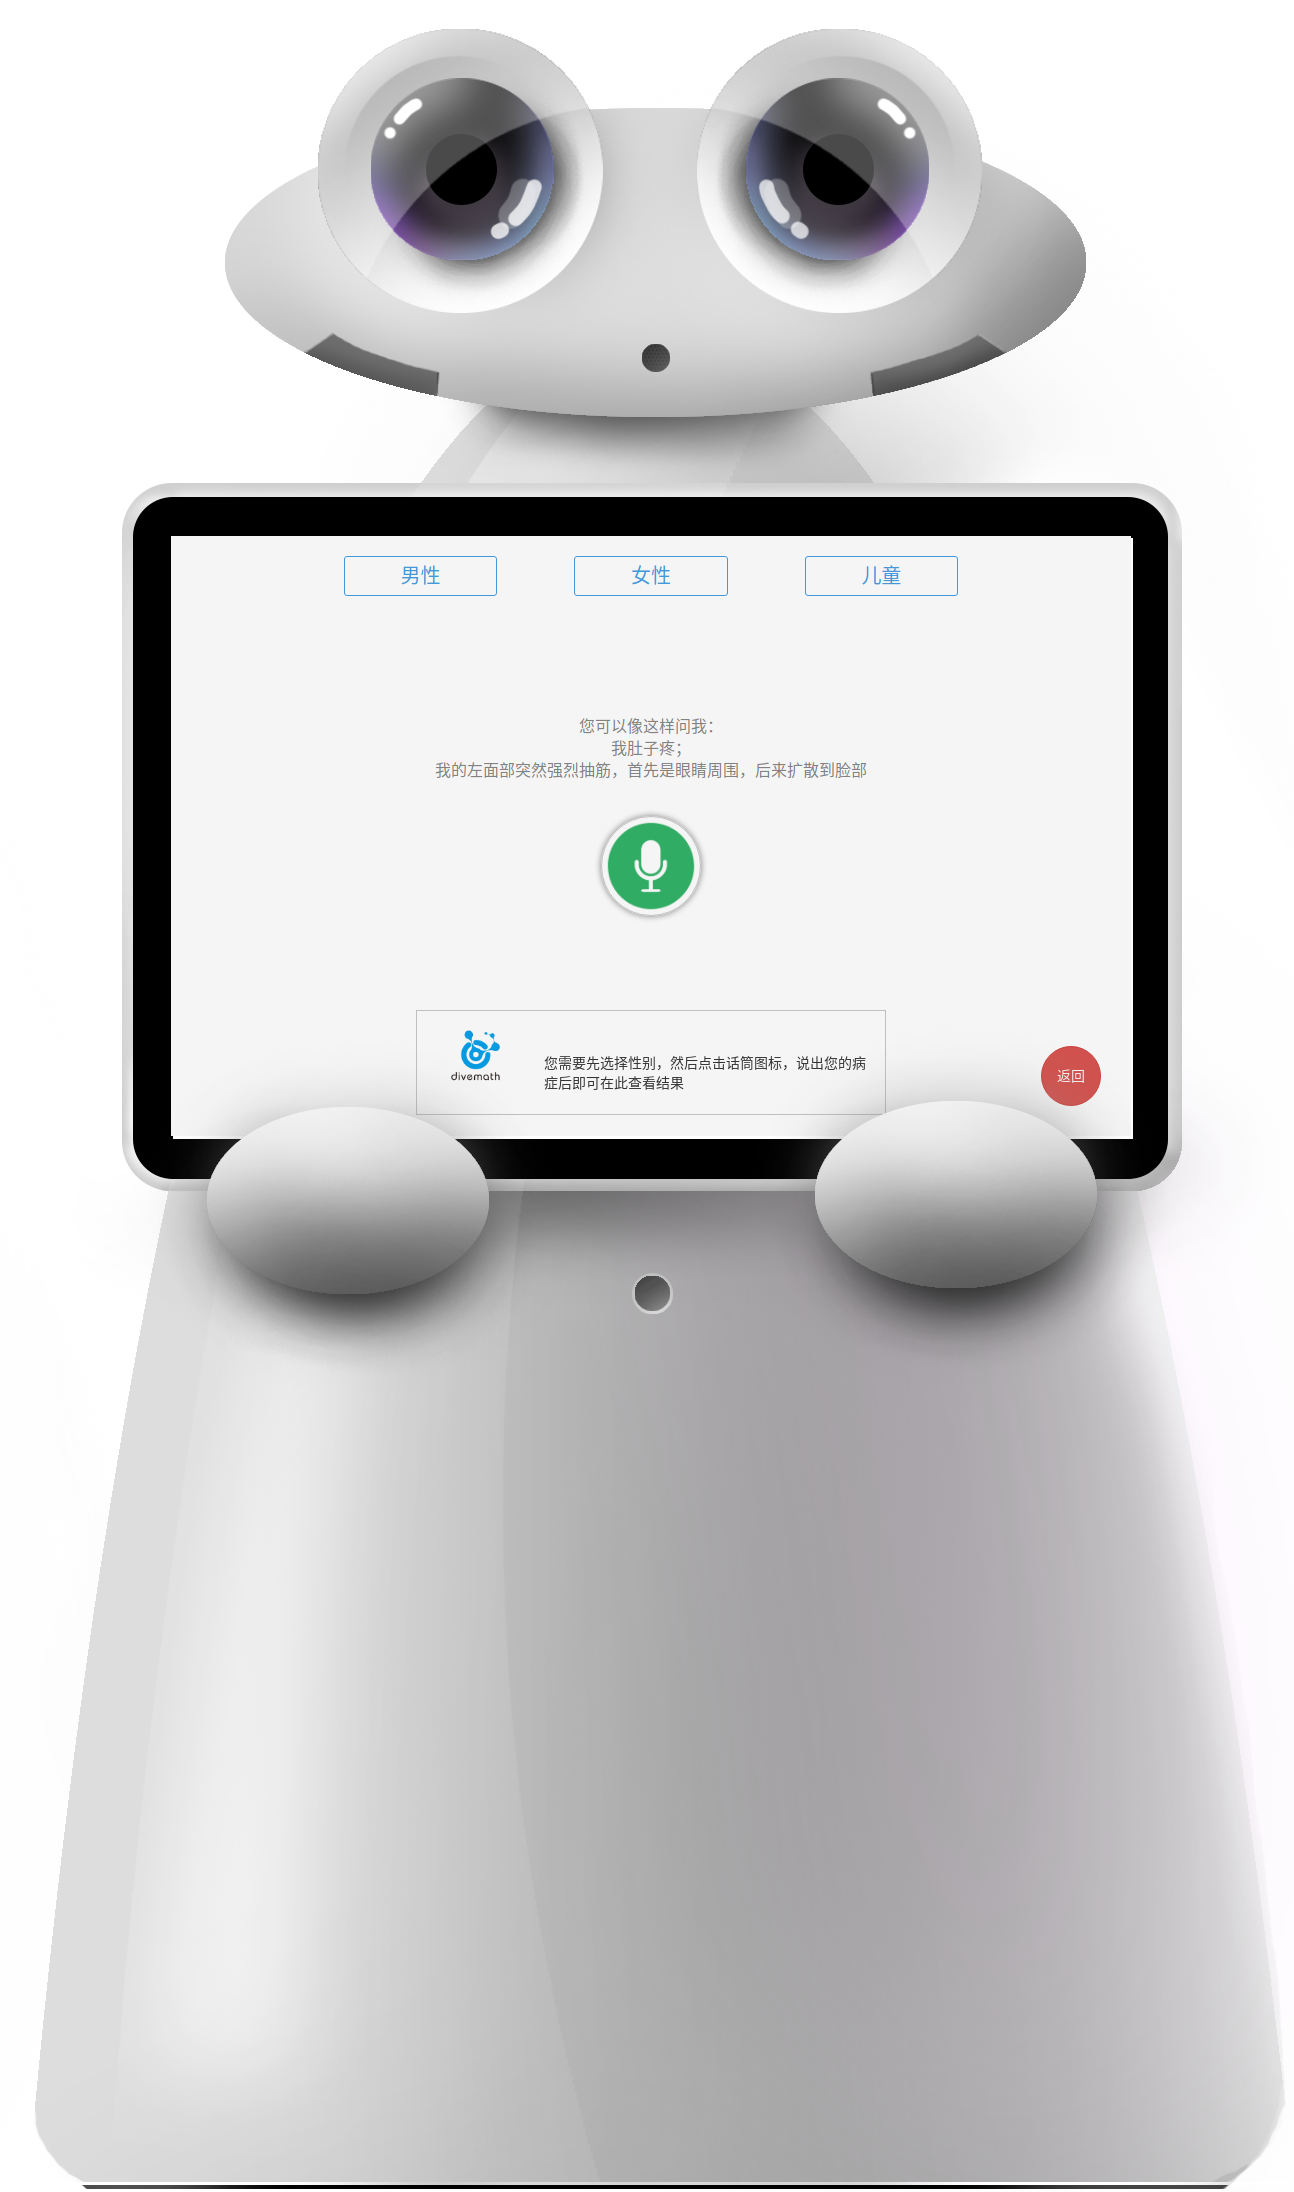 男性 女性 儿童
您可以像这样问我：
我肚子疼；
我的左面部突然强烈抽筋，首先是眼睛周围，后来扩散到脸部
divemath
您需要先选择性别，然后点击话筒图标，说出您的病
症后即可在此查看结果
返回